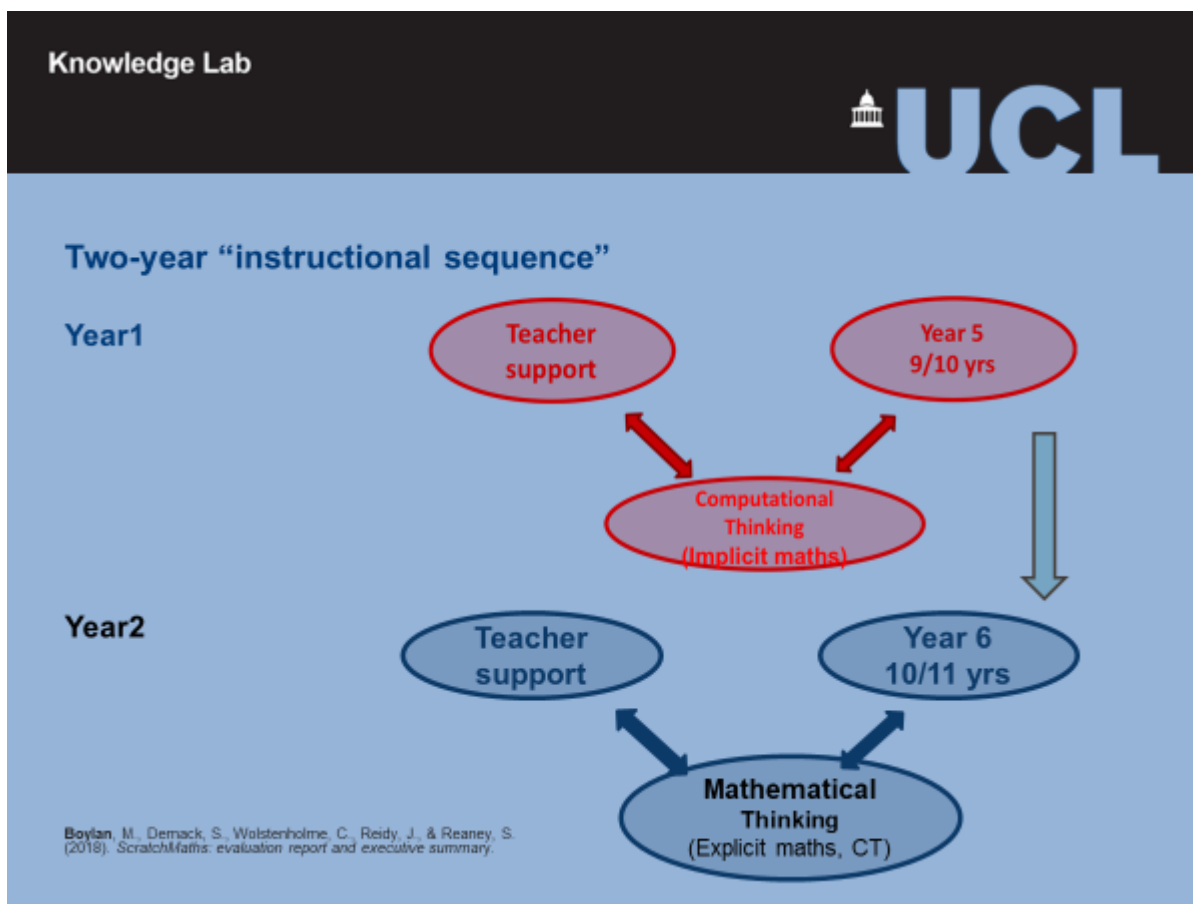 Knowledge Lab
UCL
Two-year “instructional sequence”
Year1
Teacher
support
Year 5
9/10 yrs
Computational
Thinking
(Implicit maths)
Year2
Teacher
support
Year 6
10/11 yrs
Mathematical
Thinking
(Explicit maths, CT)
Boylan, M., Demack, S., Wolstenholme, C., Reidy, J., & Reaney, S.
(2018). ScratchMaths: evaluation report and executive summary.